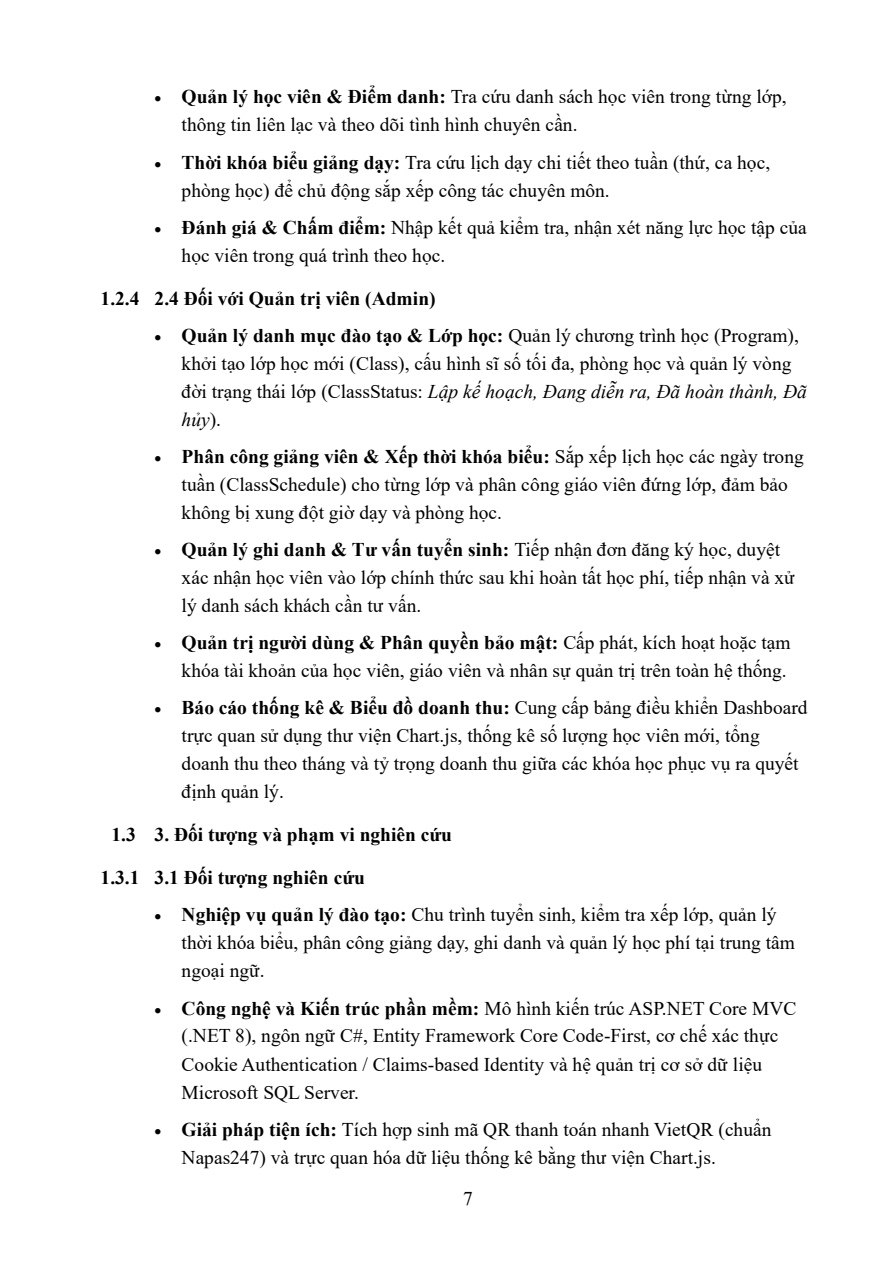 • Quản lý học viên & Điểm danh: Tra cứu danh sách học viên trong từng lớp,
thông tin liên lạc và theo dõi tình hình chuyên cần.
• Thời khóa biểu giảng dạy: Tra cứu lịch dạy chi tiết theo tuần (thứ, ca học,
phòng học) để chủ động sắp xếp công tác chuyên môn.
• Đánh giá & Chấm điểm: Nhập kết quả kiểm tra, nhận xét năng lực học tập của
học viên trong quá trình theo học.
1.2.4 2.4 Đối với Quản trị viên (Admin)
• Quản lý danh mục đào tạo & Lớp học: Quản lý chương trình học (Program),
khởi tạo lớp học mới (Class), cấu hình sĩ số tối đa, phòng học và quản lý vòng
đời trạng thái lớp (ClassStatus: Lập kế hoạch, Đang diễn ra, Đã hoàn thành, Đã
hủy).
• Phân công giảng viên & Xếp thời khóa biểu: Sắp xếp lịch học các ngày trong
tuần (ClassSchedule) cho từng lớp và phân công giáo viên đứng lớp, đảm bảo
không bị xung đột giờ dạy và phòng học.
• Quản lý ghi danh & Tư vấn tuyển sinh: Tiếp nhận đơn đăng ký học, duyệt
xác nhận học viên vào lớp chính thức sau khi hoàn tất học phí, tiếp nhận và xử
lý danh sách khách cần tư vấn.
• Quản trị người dùng & Phân quyền bảo mật: Cấp phát, kích hoạt hoặc tạm
khóa tài khoản của học viên, giáo viên và nhân sự quản trị trên toàn hệ thống.
• Báo cáo thống kê & Biểu đồ doanh thu: Cung cấp bảng điều khiển Dashboard
trực quan sử dụng thư viện Chart.js, thống kê số lượng học viên mới, tổng
doanh thu theo tháng và tỷ trọng doanh thu giữa các khóa học phục vụ ra quyết
định quản lý.
1.3 3. Đối tượng và phạm vi nghiên cứu
1.3.1 3.1 Đối tượng nghiên cứu
• Nghiệp vụ quản lý đào tạo: Chu trình tuyển sinh, kiểm tra xếp lớp, quản lý
thời khóa biểu, phân công giảng dạy, ghi danh và quản lý học phí tại trung tâm
ngoại ngữ.
• Công nghệ và Kiến trúc phần mềm: Mô hình kiến trúc ASP.NET Core MVC
(.NET 8), ngôn ngữ C#, Entity Framework Core Code-First, cơ chế xác thực
Cookie Authentication / Claims-based Identity và hệ quản trị cơ sở dữ liệu
Microsoft SQL Server.
• Giải pháp tiện ích: Tích hợp sinh mã QR thanh toán nhanh VietQR (chuẩn
Napas247) và trực quan hóa dữ liệu thống kê bằng thư viện Chart.js.
7